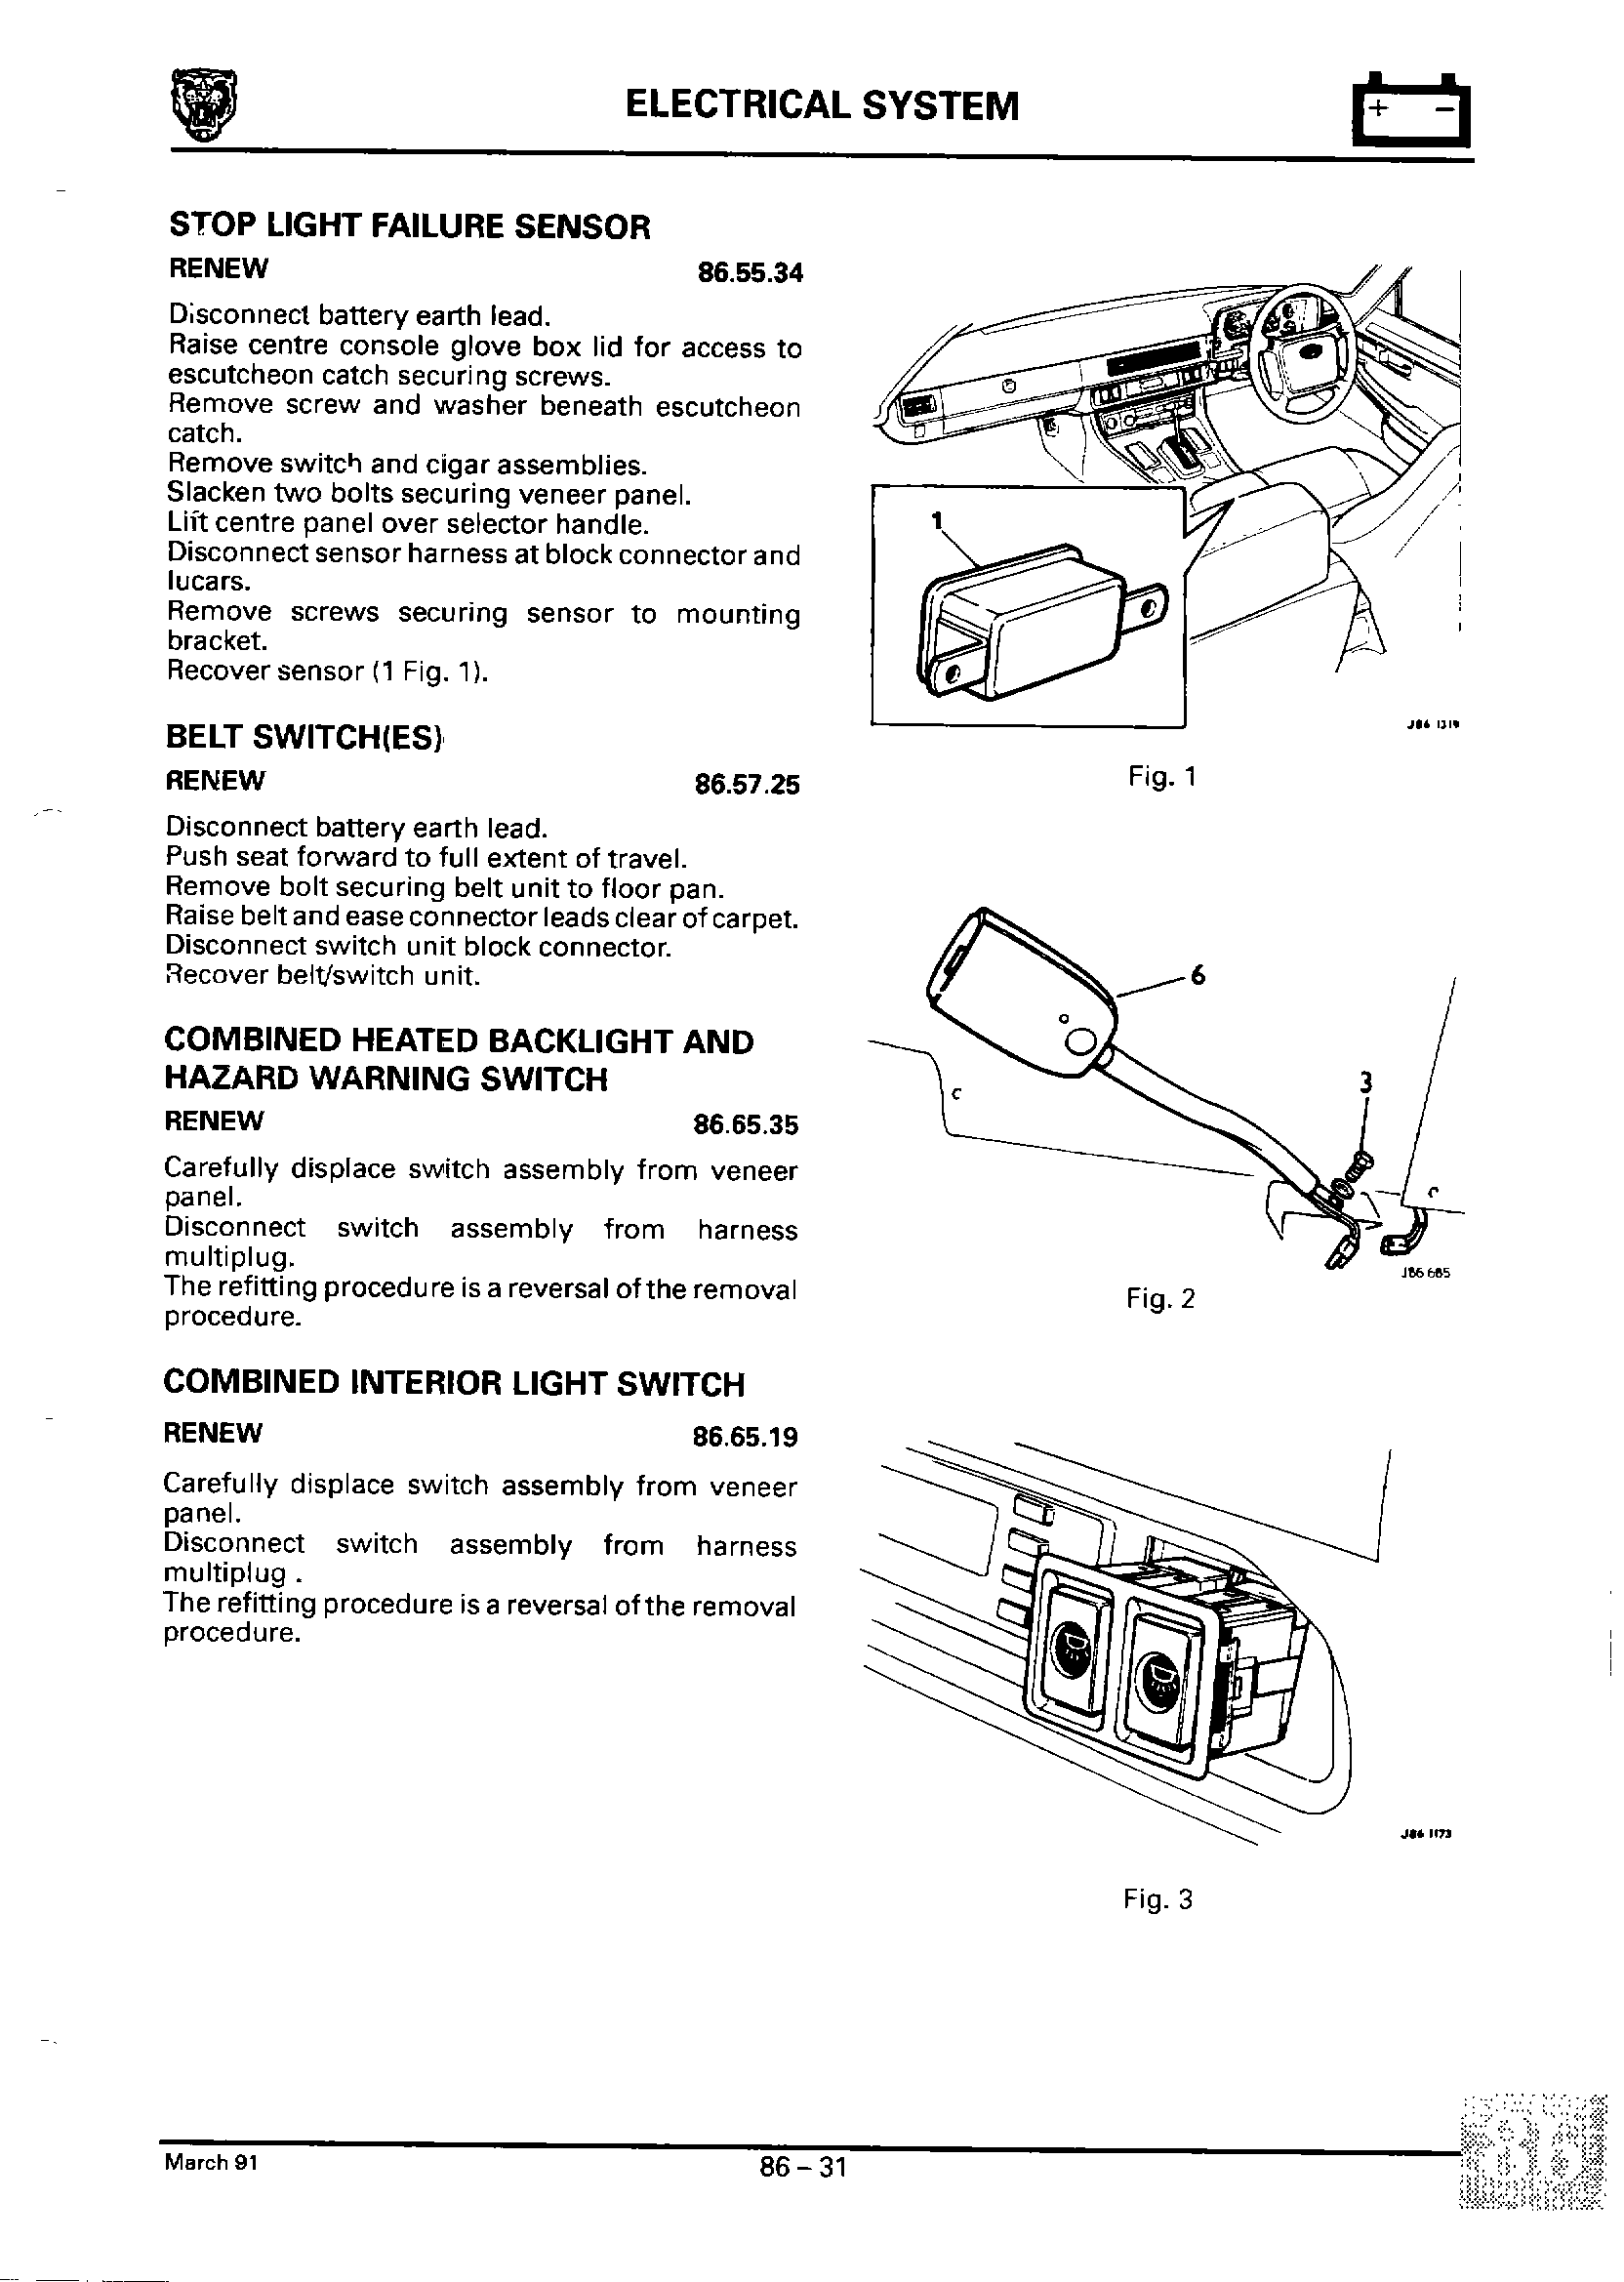 ELECTRICAL SYSTEM
STOP LIGHT FAILURE SENSOR
RENEW 86.55.34
Disconnect battery earth lead.
Raise centre console glove box lid for access to
escutcheon catch securing screws.
Remove screw and washer beneath escutcheon
catch.
Remove switch and cigar assemblies.
Slacken two bolts securing veneer panel.
Lift centre panel over selector handle.
Disconnect sensor harness at block connector and
lucars.
Remove screws securing sensor to mounting
bracket.
Recover sensor (1 Fig. 1).
BELT SWITCH(ES)
RENEW 86.57.25
Disconnect battery earth lead.
Push seat forward to full extent of travel.
Remove bolt securing belt unit to floor pan.
Raise belt and ease connector leads clear of carpet.
Disconnect switch unit block connector.
Recover belt/switch unit.
COMBINED HEATED BACKLIGHT AND
HAZARD WARNING SWITCH
RENEW 86.65.35
Carefully displace switch assembly from veneer
panel.
Disconnect switch assembly from harness
multiplug.
The refitting procedure is a reversal of the removal
procedure.
COMBINED INTERIOR LIGHT SWITCH
RENEW 86.65.19
Carefully displace switch assembly from veneer
panel.
Disconnect switch assembly from harness
multiplug .
The refitting procedure is a reversal of the removal
procedure.
1
J86 1319
Fig. 1
6
3
J86 685
Fig. 2
J86 1173
Fig. 3
March 91
86 – 31
86